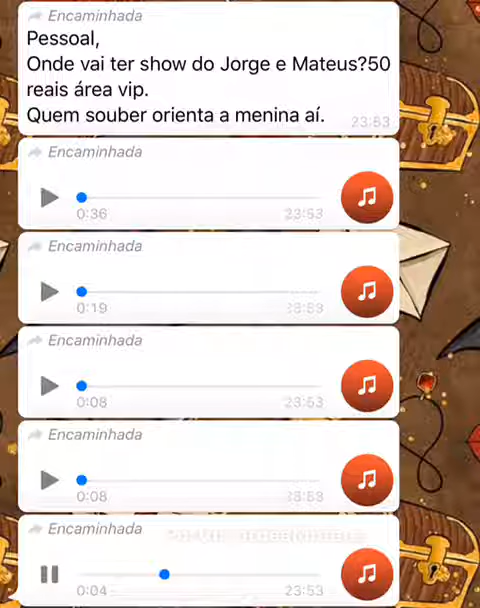 Encaminhada
Pessoal,
Onde vai ter show do Jorge e Mateus?50
reais área vip.
Quem souber orienta a menina aí.
23:53
Encaminhada
0:36 23:53
Encaminhada
0:19 23:53
Encaminhada
0:08 23:53
Encaminhada
0:08 23:53
Encaminhada
0:04 23:53